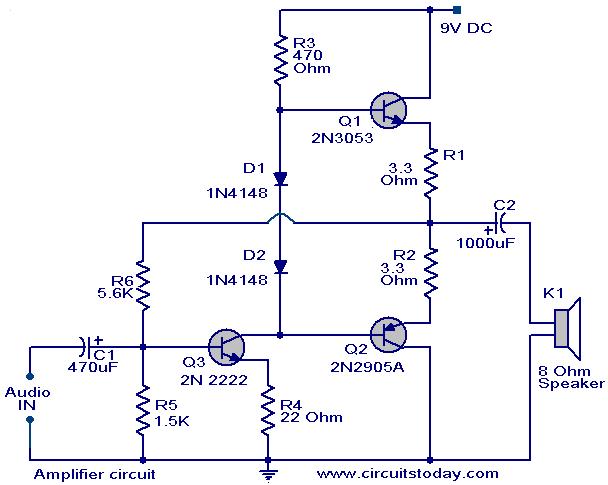 9V DC
R3
470
Ohm
Q1
2N3053
R1
3.3
Ohm
D1
1N4148
C2
+
1000uF
D2
1N4148
R2
3.3
Ohm
R6
5.6K
K1
+
C1
470uF
Q3
2N 2222
Q2
2N2905A
8 Ohm
Speaker
Audio
IN
R5
1.5K
R4
22 Ohm
Amplifier circuit
www.circuitstoday.com